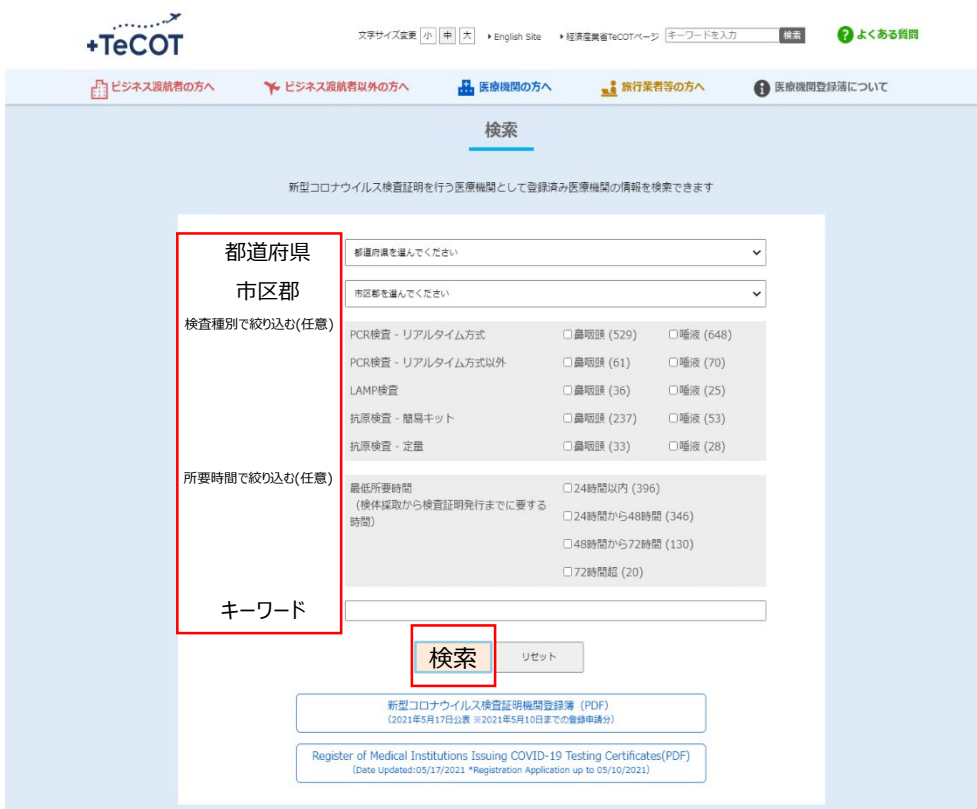 +TeCOT
文字サイズ変更 小 中 大 English Site 経済産業省TeCOTページ キーワードを入力 検索 ? よくある質問
ビジネス渡航者の方へ ビジネス渡航者以外の方へ 医療機関の方へ 旅行業者等の方へ 医療機関登録簿について
検索
新型コロナウイルス検査証明を行う医療機関として登録済み医療機関の情報を検索できます
都道府県 都道府県を選んでください
市区郡 市区郡を選んでください
検査種別で絞り込む(任意)
PCR検査 - リアルタイム方式 鼻咽頭 (529) 唾液 (648)
PCR検査 - リアルタイム方式以外 鼻咽頭 (61) 唾液 (70)
LAMP検査 鼻咽頭 (36) 唾液 (25)
抗原検査 - 簡易キット 鼻咽頭 (237) 唾液 (53)
抗原検査 - 定量 鼻咽頭 (33) 唾液 (28)
所要時間で絞り込む(任意)
最低所要時間 24時間以内 (396)
(検体採取から検査証明発行までに要する
時間)
24時間から48時間 (346)
48時間から72時間 (130)
72時間超 (20)
キーワード
検索 リセット
新型コロナウイルス検査証明機関登録簿 (PDF)
(2021年5月17日公表 ※2021年5月10日までの登録申請分)
Register of Medical Institutions Issuing COVID-19 Testing Certificates(PDF)
(Date Updated:05/17/2021 *Registration Application up to 05/10/2021)